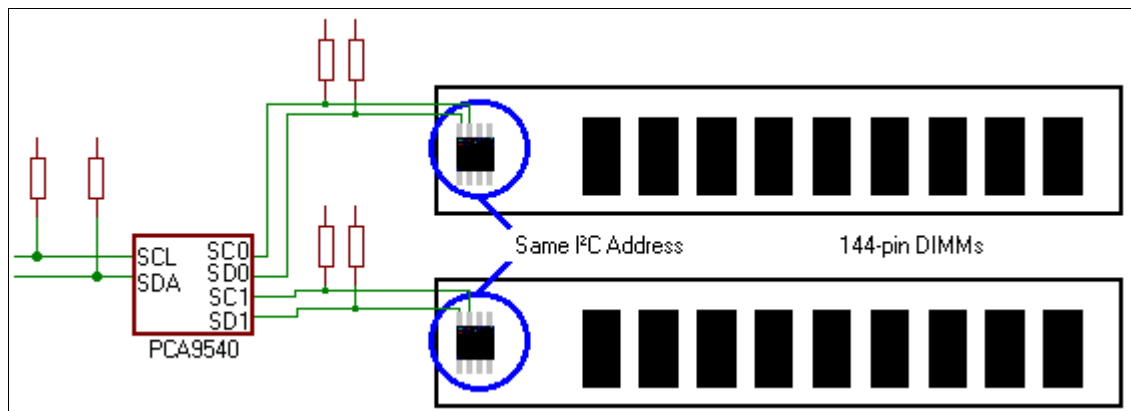 SCL
SDA
SC0
SD0
SC1
SD1
PCA9540
Same I²C Address
144-pin DIMMs